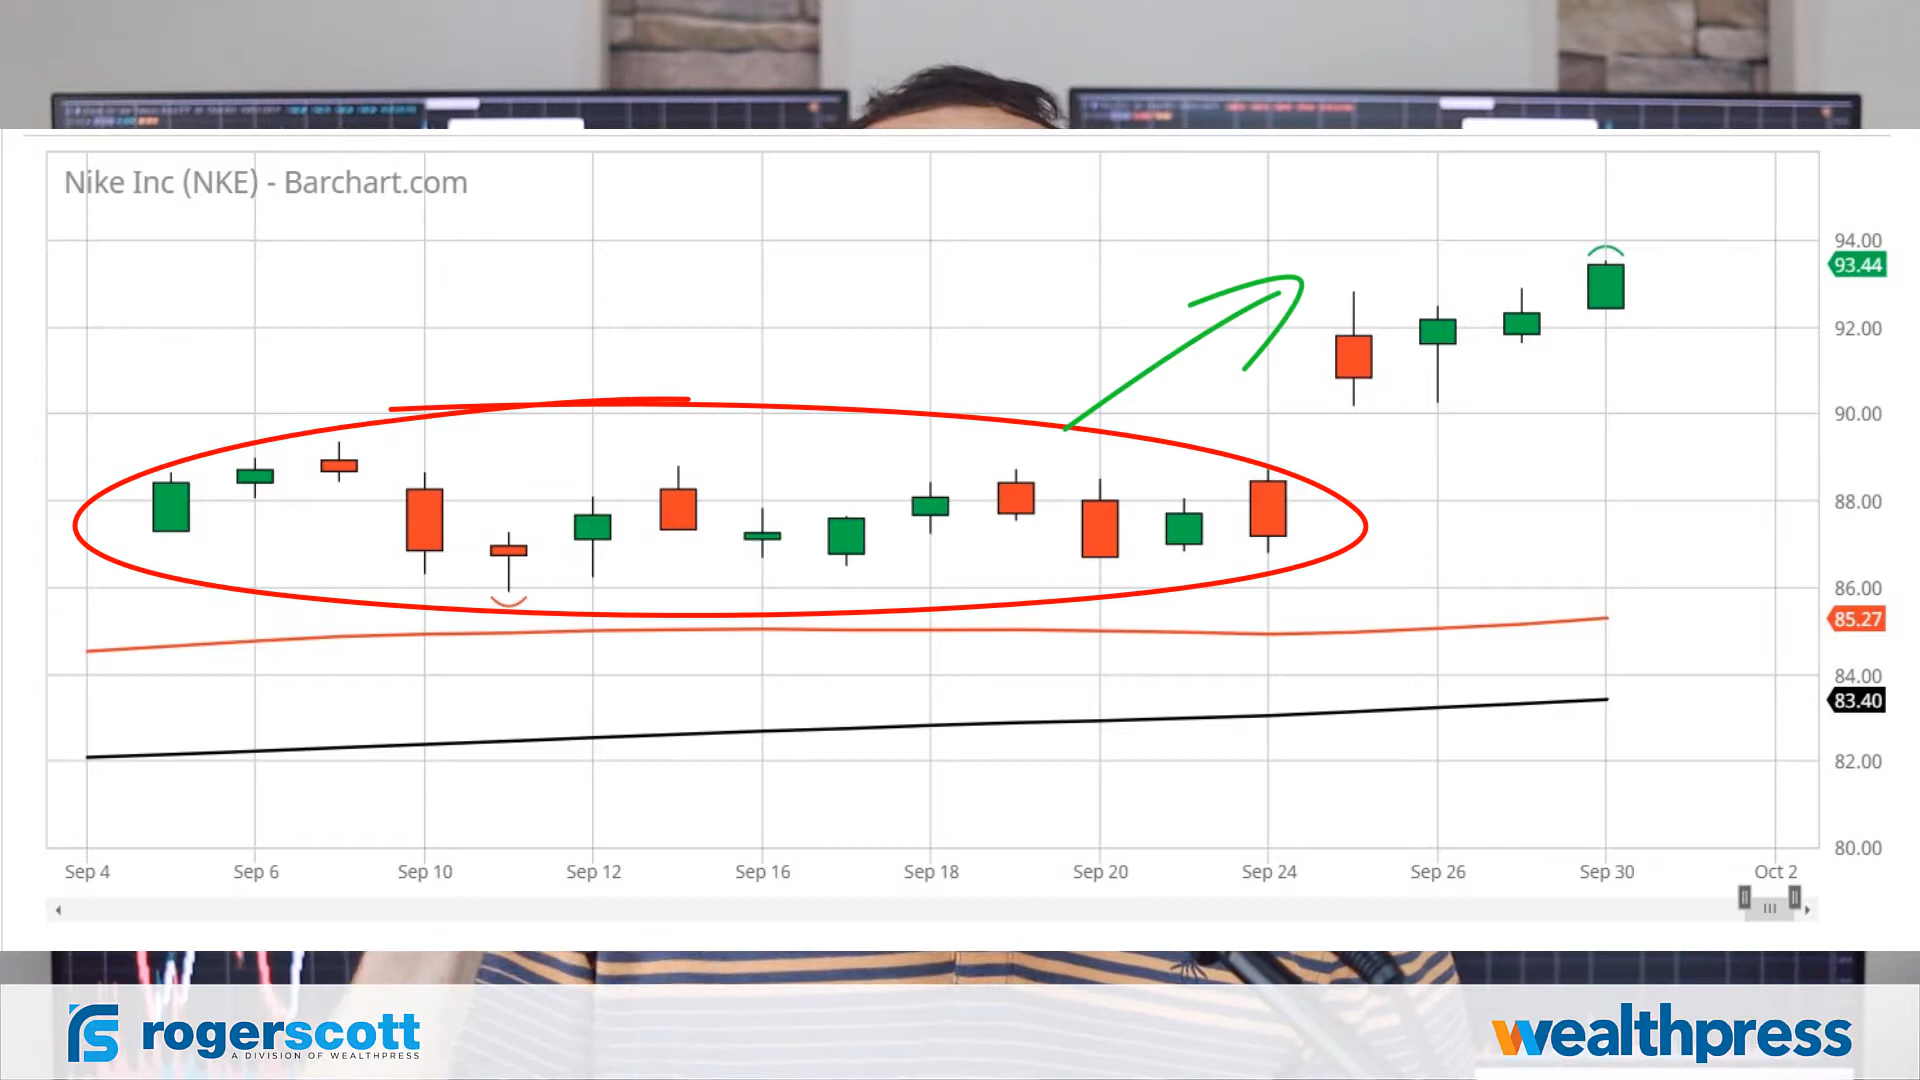 Nike Inc (NKE) - Barchart.com
94.00
93.44
92.00
90.00
88.00
86.00
85.27
84.00
83.40
82.00
80.00
Sep 4 Sep 6 Sep 10 Sep 12 Sep 16 Sep 18 Sep 20 Sep 24 Sep 26 Sep 30 Oct 2
rogerscott
A DIVISION OF WEALTHPRESS
wealthpress